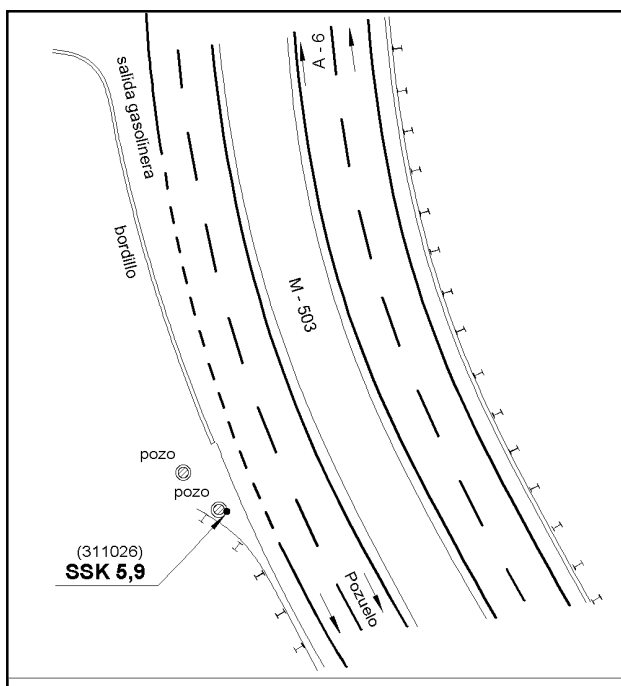 salida gasolinera
A - 6
bordillo
M - 503
pozo
pozo
(311026)
SSK 5,9
Pozuelo